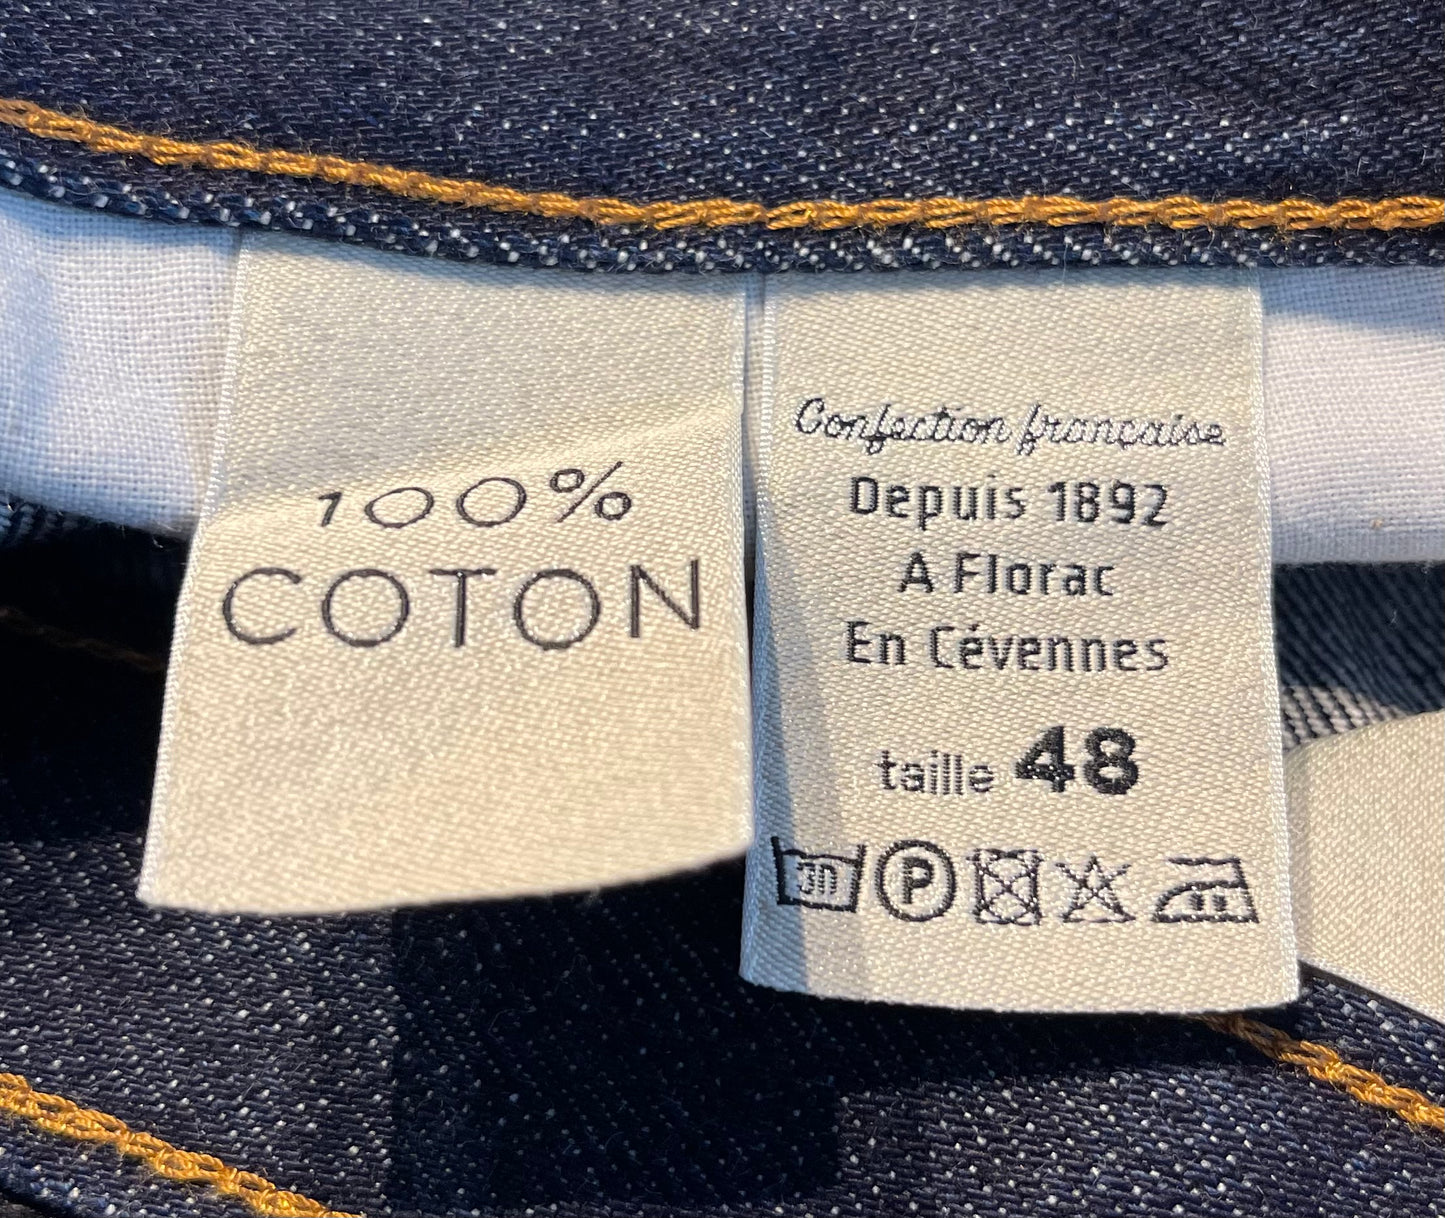 100%
COTON
Confection française
Depuis 1892
A Florac
En Cévennes
taille 48
30 P